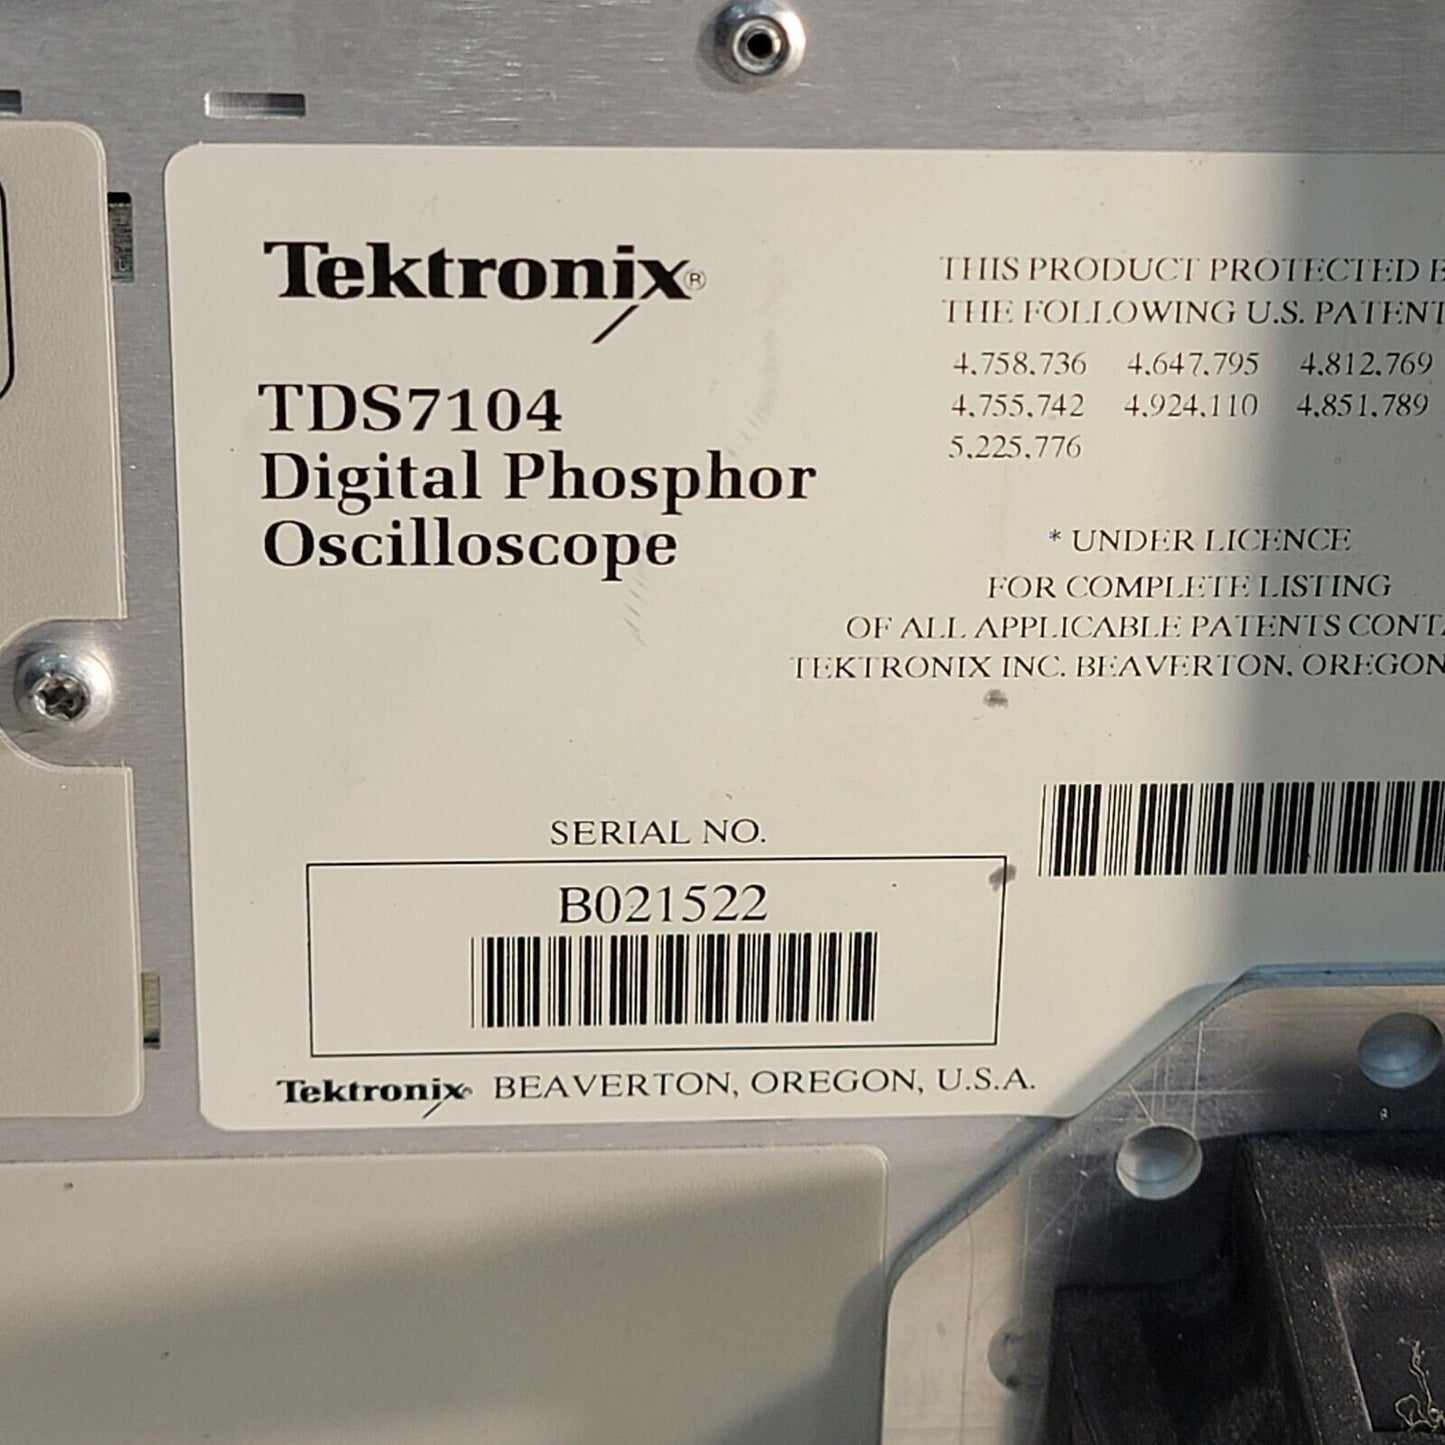 Tektronix®
TDS7104
Digital Phosphor
Oscilloscope
THIS PRODUCT PROTECTED
THE FOLLOWING U.S.
4,758,736 4,647,795 4,812,769
4,755,742 4,924,110 4,851,789
5,225,776
* UNDER LICENCE
FOR COMPLETE LISTING
OF ALL APPLICABLE PATENTS
TEKTRONIX INC. BEAVERTON, OREGON
SERIAL NO.
B021522
Tektronix BEAVERTON, OREGON, U.S.A.